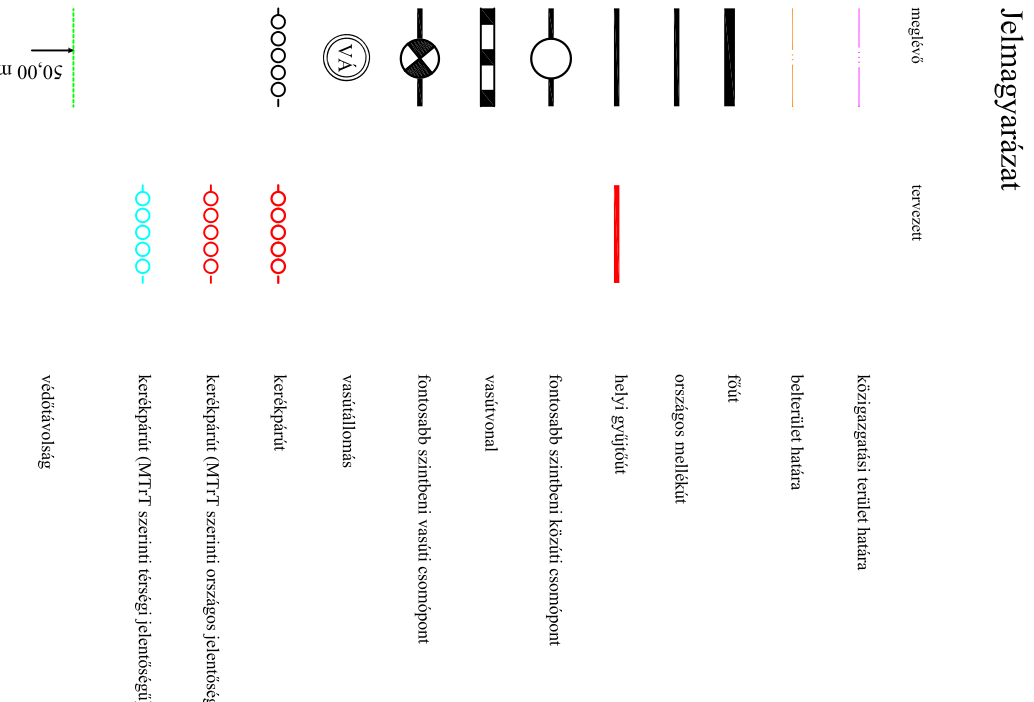 Jelmagyarázat
meglévő
tervezett
közigazgatási terület határa
belterület határa
főút
országos mellékút
helyi gyűjtőút
fontosabb szintbeni közúti csomópont
vasútvonal
fontosabb szintbeni vasúti csomópont
VÁ
vasútállomás
kerékpárút
kerékpárút (MTrT szerinti országos jelentőség
kerékpárút (MTrT szerinti térségi jelentőségű
50,00 m
védőtávolság